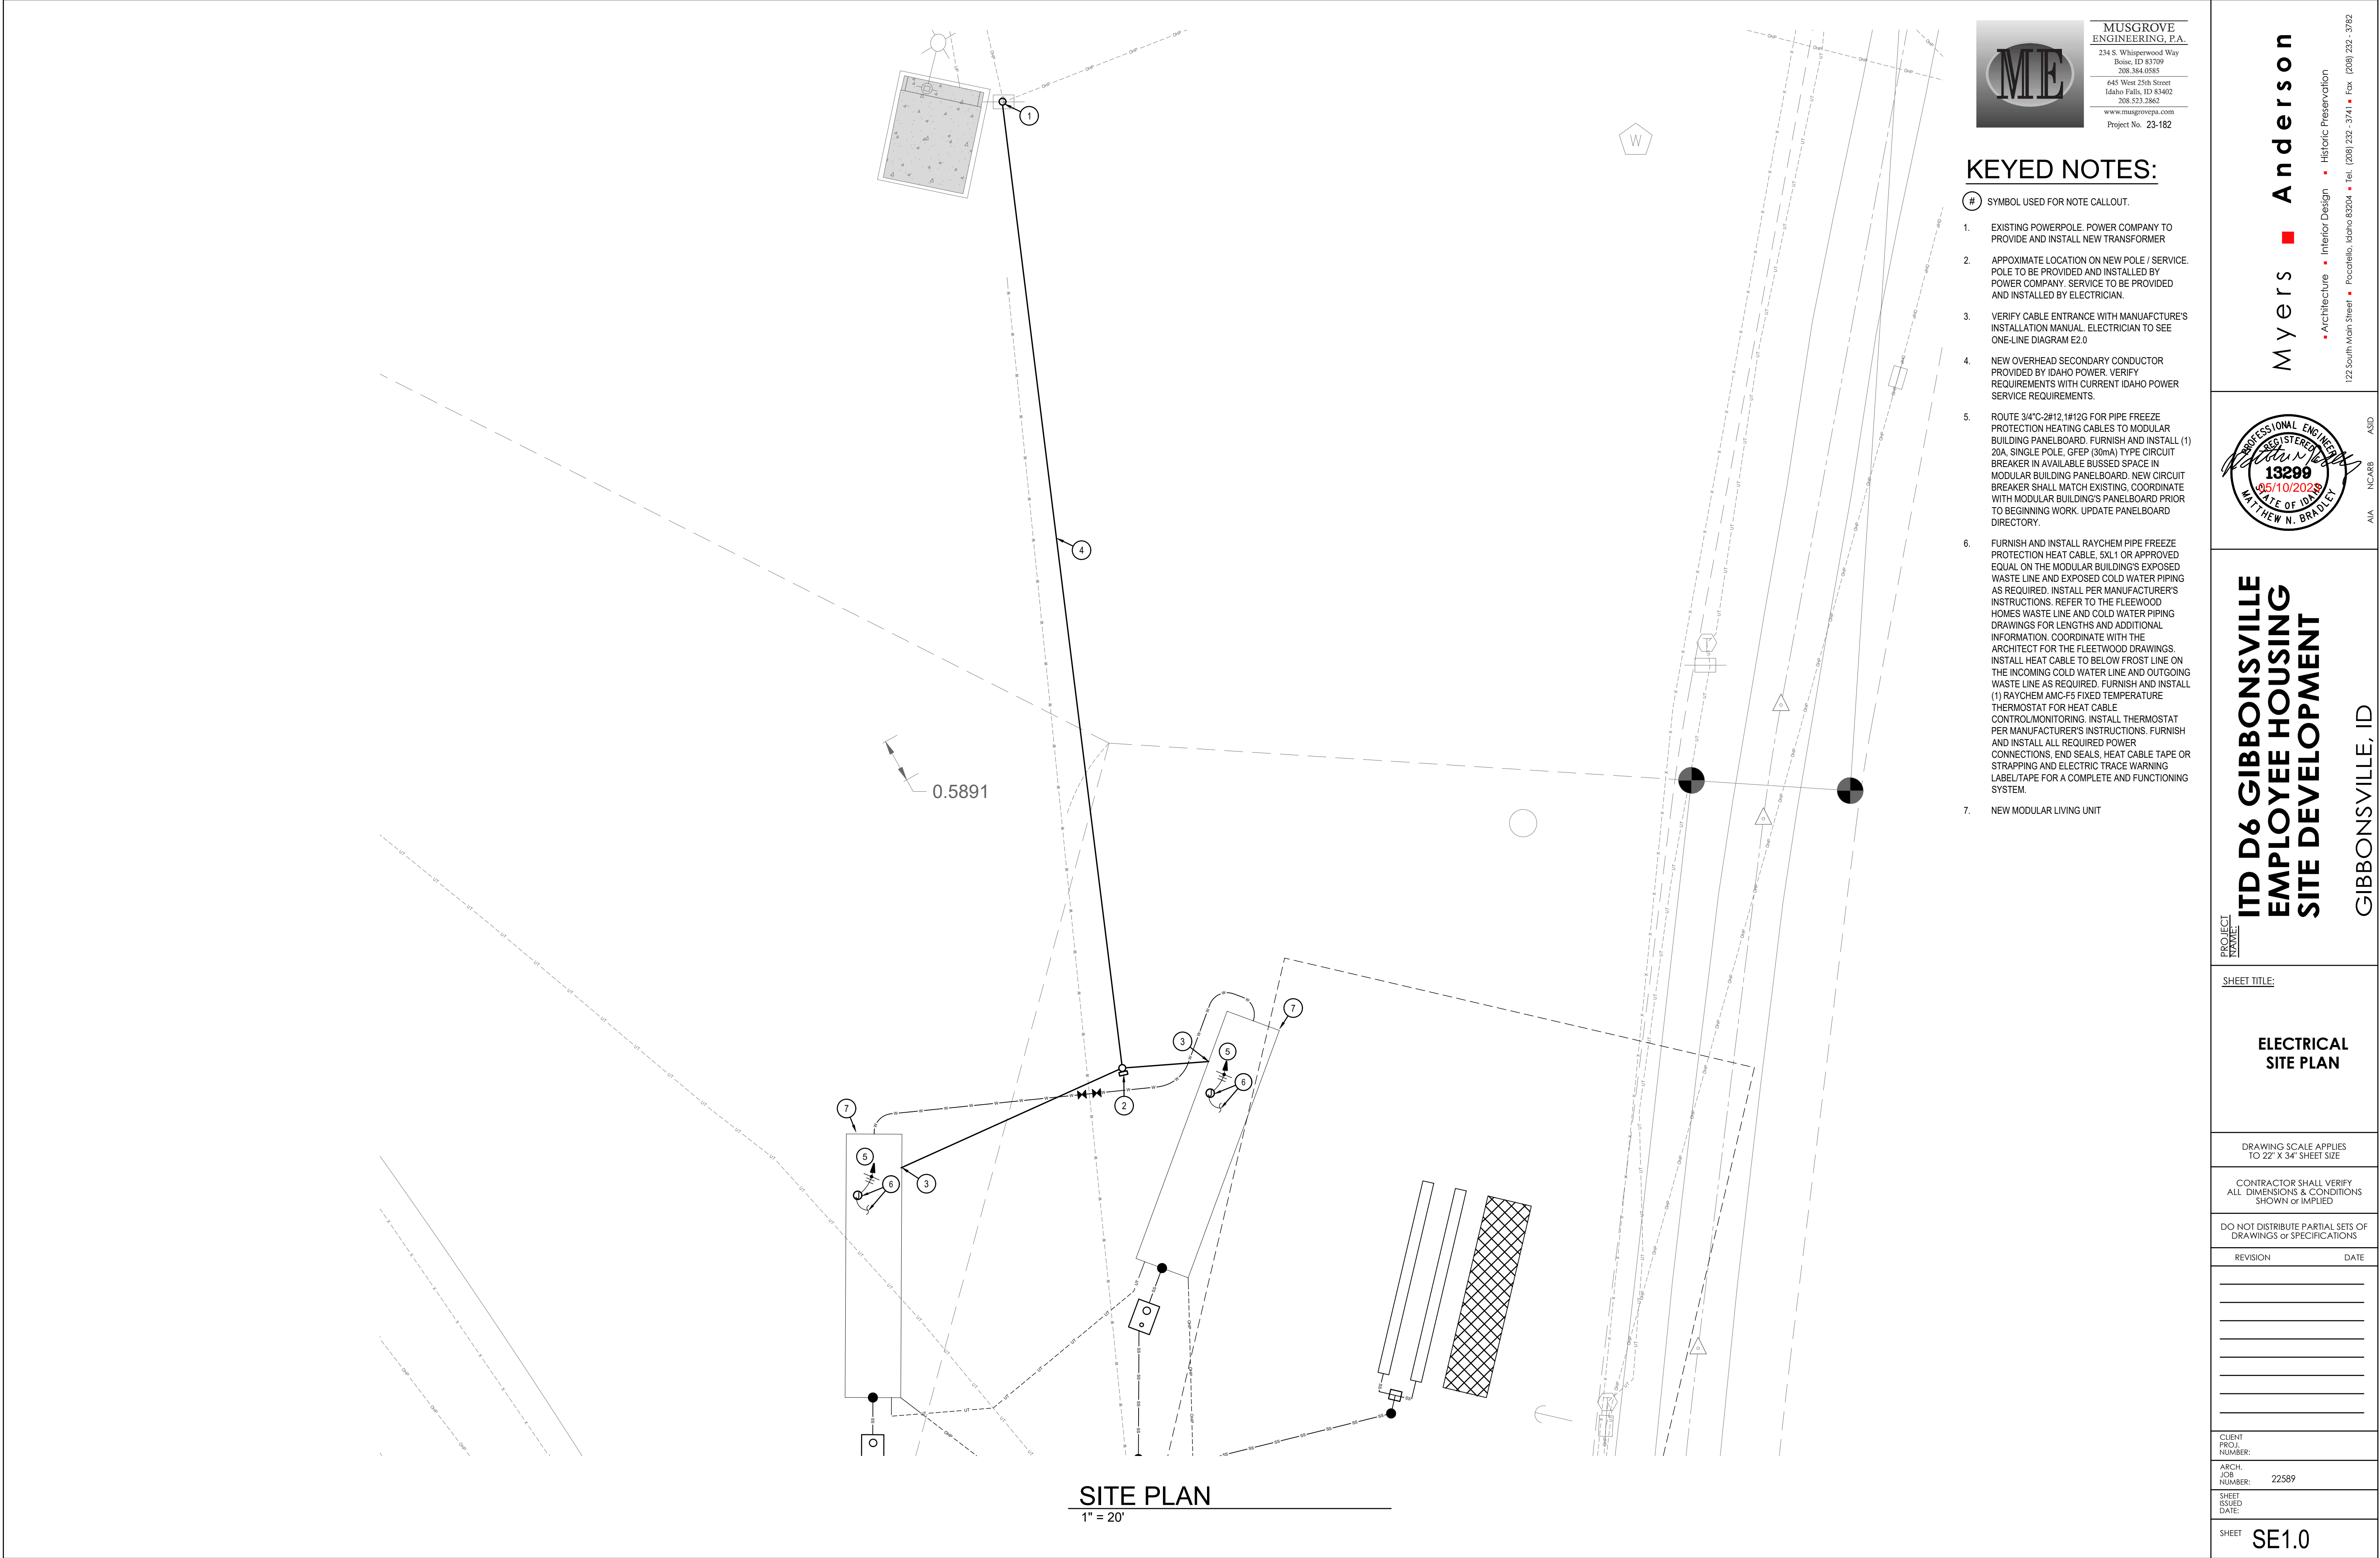 ME
MUSGROVE
ENGINEERING, P.A.
234 S. Whisperwood Way
Boise, ID 83709
208.384.0585
645 West 25th Street
Idaho Falls, ID 83402
208.523.2862
www.musgrovepa.com
Project No. 23-182
KEYED NOTES:
# SYMBOL USED FOR NOTE CALLOUT.
1. EXISTING POWERPOLE. POWER COMPANY TO
PROVIDE AND INSTALL NEW TRANSFORMER
2. APPOXIMATE LOCATION ON NEW POLE / SERVICE.
POLE TO BE PROVIDED AND INSTALLED BY
POWER COMPANY. SERVICE TO BE PROVIDED
AND INSTALLED BY ELECTRICIAN.
3. VERIFY CABLE ENTRANCE WITH MANUAFCTURE'S
INSTALLATION MANUAL. ELECTRICIAN TO SEE
ONE-LINE DIAGRAM E2.0
4. NEW OVERHEAD SECONDARY CONDUCTOR
PROVIDED BY IDAHO POWER. VERIFY
REQUIREMENTS WITH CURRENT IDAHO POWER
SERVICE REQUIREMENTS.
5. ROUTE 3/4"C-2#12,1#12G FOR PIPE FREEZE
PROTECTION HEATING CABLES TO MODULAR
BUILDING PANELBOARD. FURNISH AND INSTALL (1)
20A, SINGLE POLE, GFEP (30mA) TYPE CIRCUIT
BREAKER IN AVAILABLE BUSSED SPACE IN
MODULAR BUILDING PANELBOARD. NEW CIRCUIT
BREAKER SHALL MATCH EXISTING, COORDINATE
WITH MODULAR BUILDING'S PANELBOARD PRIOR
TO BEGINNING WORK. UPDATE PANELBOARD
DIRECTORY.
6. FURNISH AND INSTALL RAYCHEM PIPE FREEZE
PROTECTION HEAT CABLE, 5XL1 OR APPROVED
EQUAL ON THE MODULAR BUILDING'S EXPOSED
WASTE LINE AND EXPOSED COLD WATER PIPING
AS REQUIRED. INSTALL PER MANUFACTURER'S
INSTRUCTIONS. REFER TO THE FLEEWOOD
HOMES WASTE LINE AND COLD WATER PIPING
DRAWINGS FOR LENGTHS AND ADDITIONAL
INFORMATION. COORDINATE WITH THE
ARCHITECT FOR THE FLEETWOOD DRAWINGS.
INSTALL HEAT CABLE TO BELOW FROST LINE ON
THE INCOMING COLD WATER LINE AND OUTGOING
WASTE LINE AS REQUIRED. FURNISH AND INSTALL
(1) RAYCHEM AMC-F5 FIXED TEMPERATURE
THERMOSTAT FOR HEAT CABLE
CONTROL/MONITORING. INSTALL THERMOSTAT
PER MANUFACTURER'S INSTRUCTIONS. FURNISH
AND INSTALL ALL REQUIRED POWER
CONNECTIONS, END SEALS, HEAT CABLE TAPE OR
STRAPPING AND ELECTRIC TRACE WARNING
LABEL/TAPE FOR A COMPLETE AND FUNCTIONING
SYSTEM.
7. NEW MODULAR LIVING UNIT
1
W
4
0.5891
7
3
5
6
2
7
5
6
3
SITE PLAN
1" = 20'
Myers Anderson
Architecture Interior Design Historic Preservation
122 South Main Street Pocatello, Idaho 83204 Tel. (208) 232 - 3741 Fax (208) 232 - 3782
PROFESSIONAL ENGINEER
REGISTERED
13299
STATE OF IDAHO
MATTHEW N. BRADLEY
AIA NCARB ASID
PROJECT
NAME:
ITD D6 GIBBONSVILLE
EMPLOYEE HOUSING
SITE DEVELOPMENT
GIBBONSVILLE, ID
SHEET TITLE:
ELECTRICAL
SITE PLAN
DRAWING SCALE APPLIES
TO 22" X 34" SHEET SIZE
CONTRACTOR SHALL VERIFY
ALL DIMENSIONS & CONDITIONS
SHOWN or IMPLIED
DO NOT DISTRIBUTE PARTIAL SETS OF
DRAWINGS or SPECIFICATIONS
REVISION DATE
CLIENT
PROJ.
NUMBER:
ARCH.
JOB
NUMBER: 22589
SHEET
ISSUED
DATE:
SHEET SE1.0